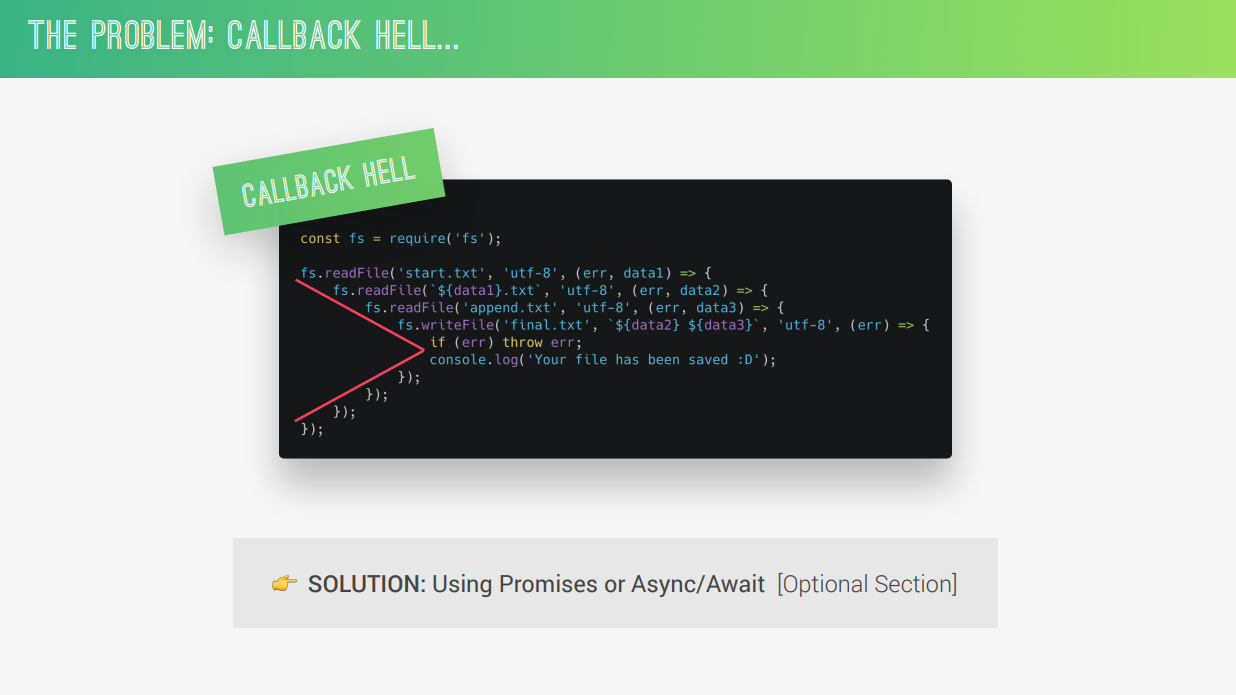 THE PROBLEM: CALLBACK HELL...
CALLBACK HELL
const fs = require('fs');
fs.readFile('start.txt', 'utf-8', (err, data1) => {
    fs.readFile(`${data1}.txt`, 'utf-8', (err, data2) => {
        fs.readFile('append.txt', 'utf-8', (err, data3) => {
            fs.writeFile('final.txt', `${data2} ${data3}`, 'utf-8', (err) => {
                if (err) throw err;
                console.log('Your file has been saved :D');
            });
        });
    });
});
👉 SOLUTION: Using Promises or Async/Await [Optional Section]